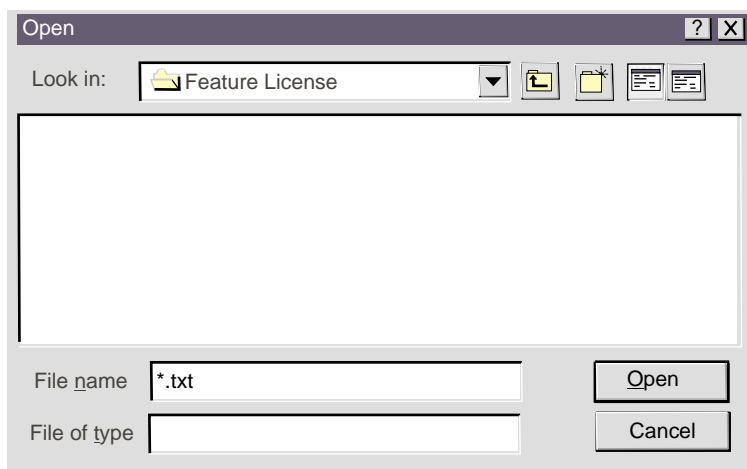 Open ? X
Look in: Feature License
File name *.txt Open
File of type Cancel